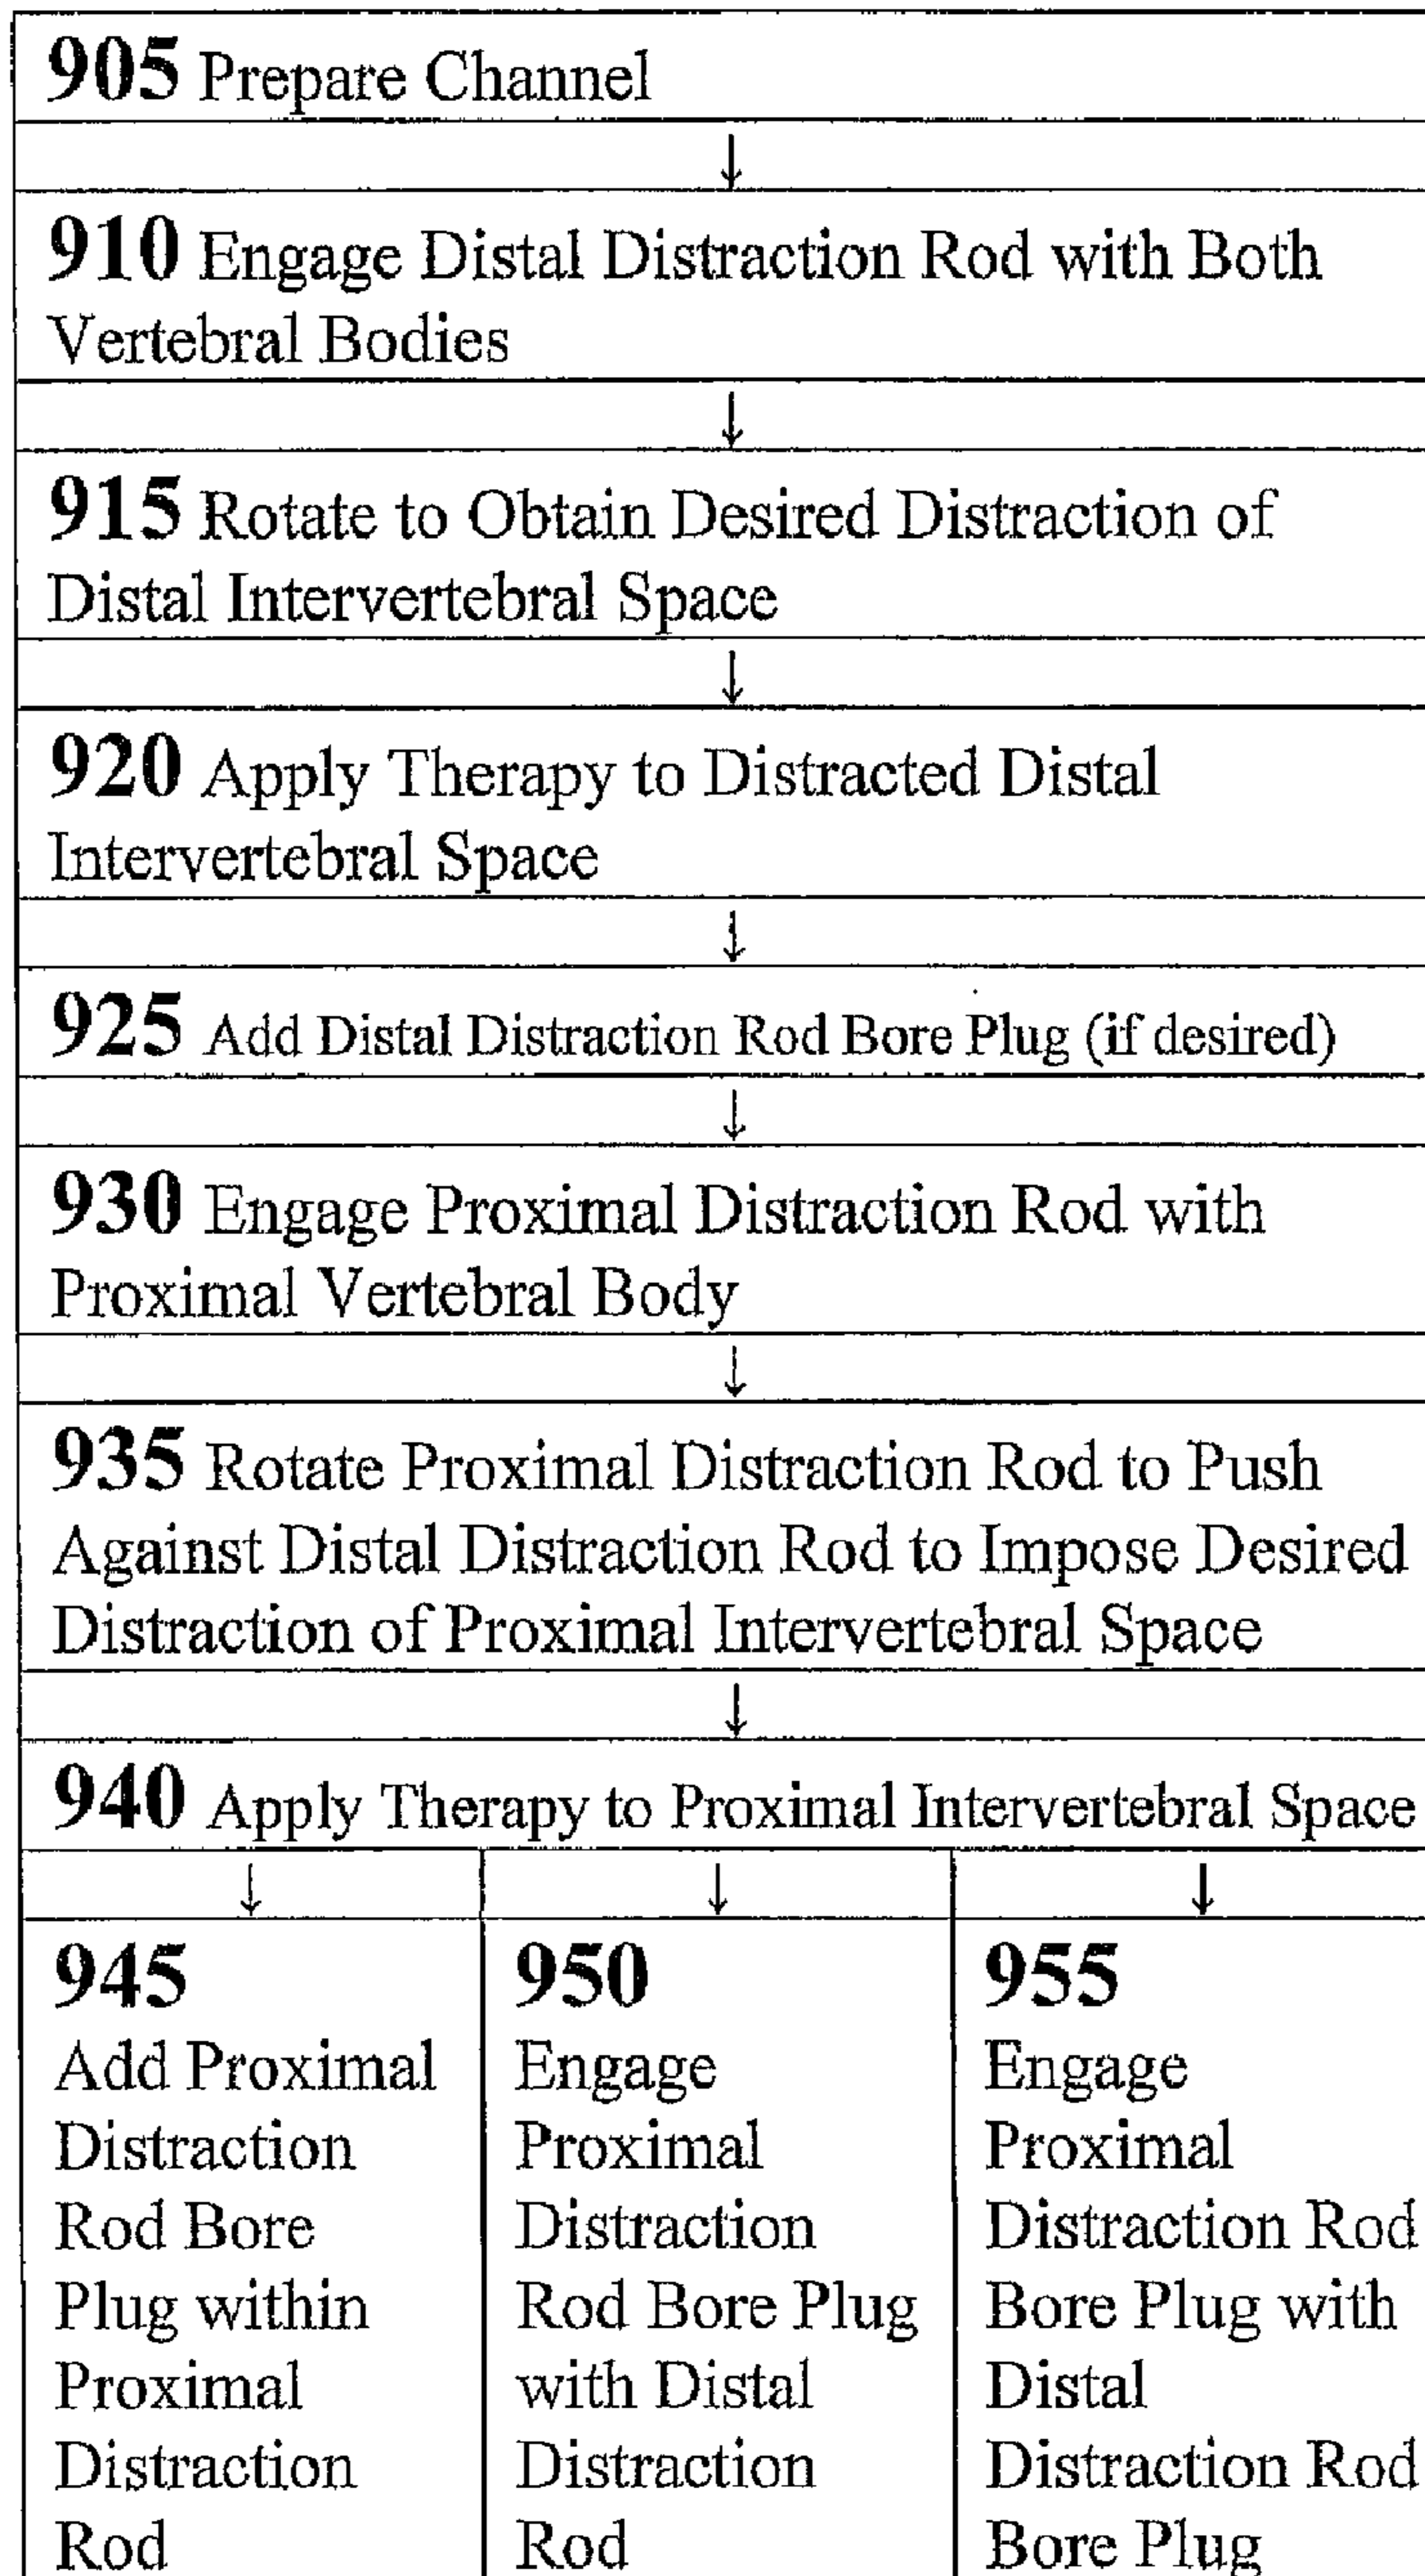 905 Prepare Channel
↓
910 Engage Distal Distraction Rod with Both
Vertebral Bodies
↓
915 Rotate to Obtain Desired Distraction of
Distal Intervertebral Space
↓
920 Apply Therapy to Distracted Distal
Intervertebral Space
↓
925 Add Distal Distraction Rod Bore Plug (if desired)
↓
930 Engage Proximal Distraction Rod with
Proximal Vertebral Body
↓
935 Rotate Proximal Distraction Rod to Push
Against Distal Distraction Rod to Impose Desired
Distraction of Proximal Intervertebral Space
↓
940 Apply Therapy to Proximal Intervertebral Space
↓ ↓ ↓
945
Add Proximal
Distraction
Rod Bore
Plug within
Proximal
Distraction
Rod
950
Engage
Proximal
Distraction
Rod Bore Plug
with Distal
Distraction
Rod
955
Engage
Proximal
Distraction Rod
Bore Plug with
Distal
Distraction Rod
Bore Plug